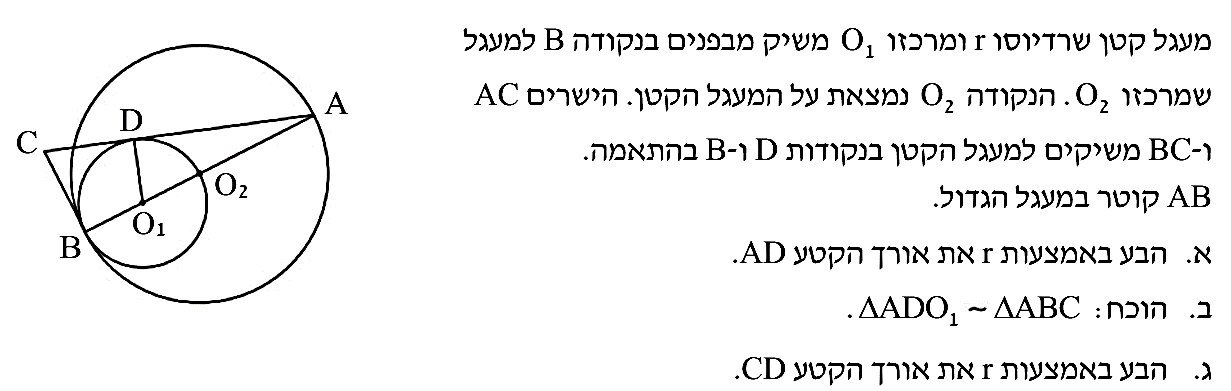 מעגל קטן שרדיוסו r ומרכזו O₁ משיק מבפנים בנקודה B למעגל
שמרכזו O₂. הנקודה O₂ נמצאת על המעגל הקטן. הישרים AC
ו-BC משיקים למעגל הקטן בנקודות D ו-B בהתאמה.
AB קוטר במעגל הגדול.
א. הבע באמצעות r את אורך הקטע AD.
ב. הוכח: ΔADO₁ ~ ΔABC.
ג. הבע באמצעות r את אורך הקטע CD.
A
D
C
O₂
O₁
B